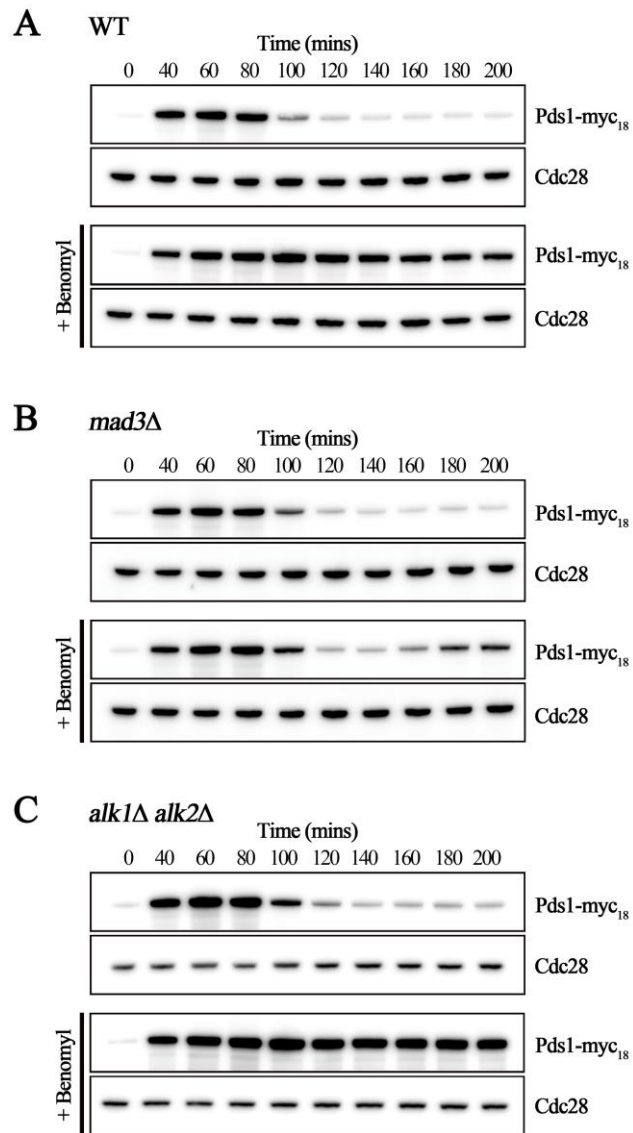 A WT
Time (mins)
0 40 60 80 100 120 140 160 180 200
Pds1-myc₁₈
Cdc28
+ Benomyl
Pds1-myc₁₈
Cdc28
B mad3Δ
Time (mins)
0 40 60 80 100 120 140 160 180 200
Pds1-myc₁₈
Cdc28
+ Benomyl
Pds1-myc₁₈
Cdc28
C alk1Δ alk2Δ
Time (mins)
0 40 60 80 100 120 140 160 180 200
Pds1-myc₁₈
Cdc28
+ Benomyl
Pds1-myc₁₈
Cdc28